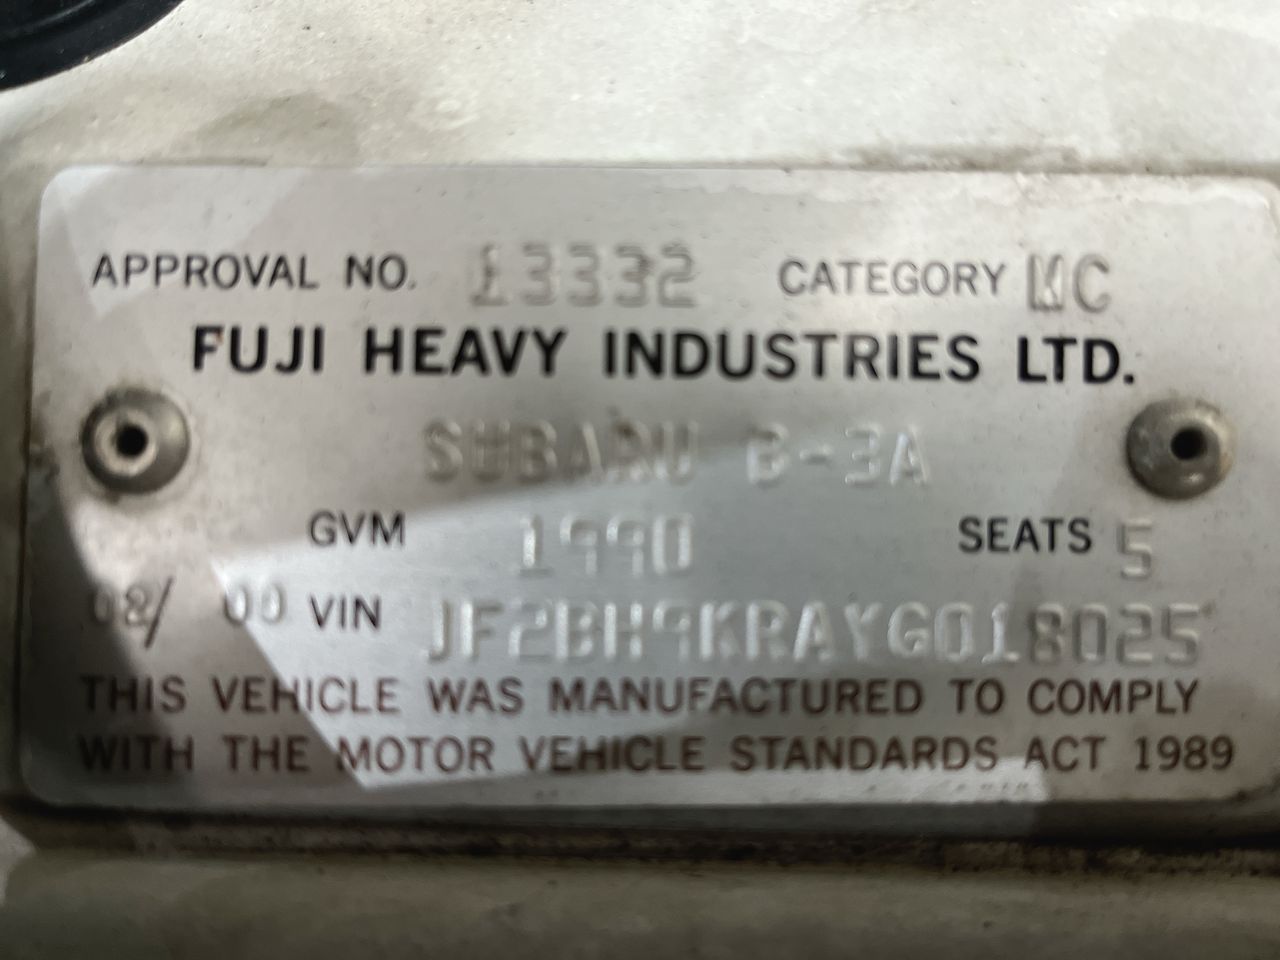 APPROVAL NO. 13332 CATEGORY MC
FUJI HEAVY INDUSTRIES LTD.
SUBARU B-3A
GVM 1990 SEATS 5
08/ 00 VIN JF2BH9KRAYG018025
THIS VEHICLE WAS MANUFACTURED TO COMPLY
WITH THE MOTOR VEHICLE STANDARDS ACT 1989